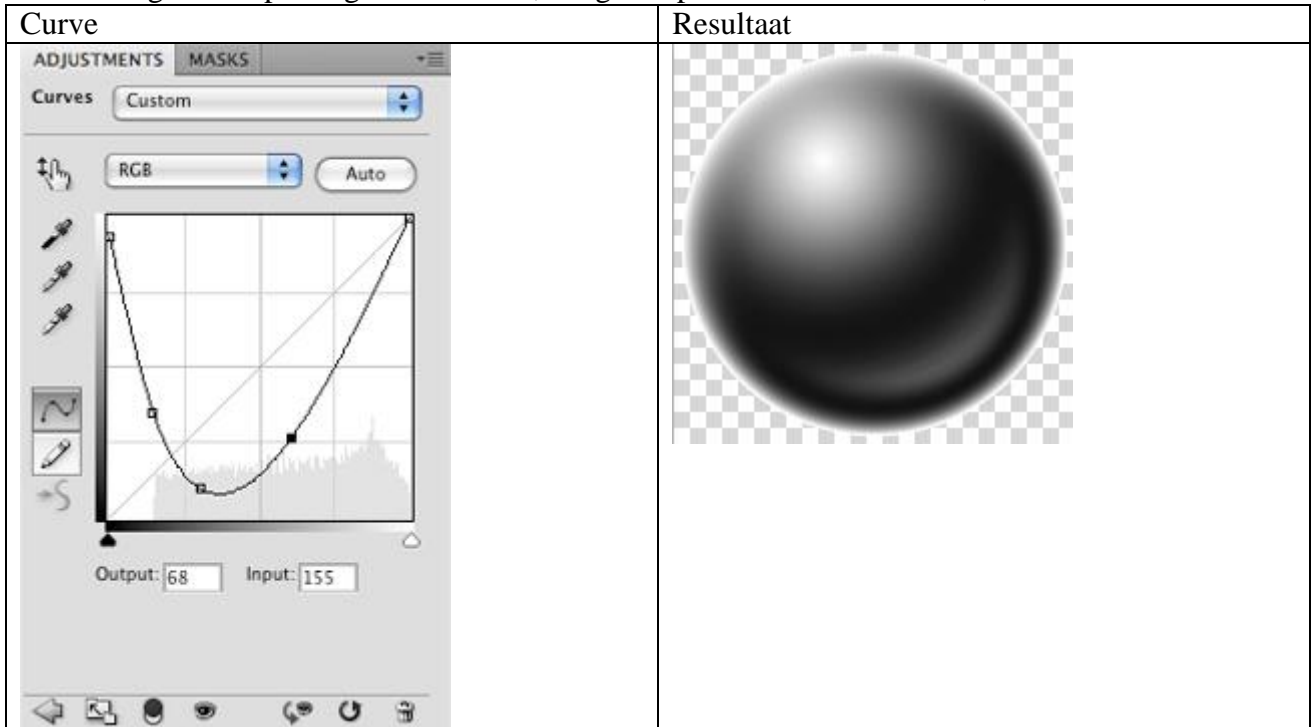 Curve
Resultaat
ADJUSTMENTS MASKS
Curves Custom
RGB Auto
Output: 68 Input: 155